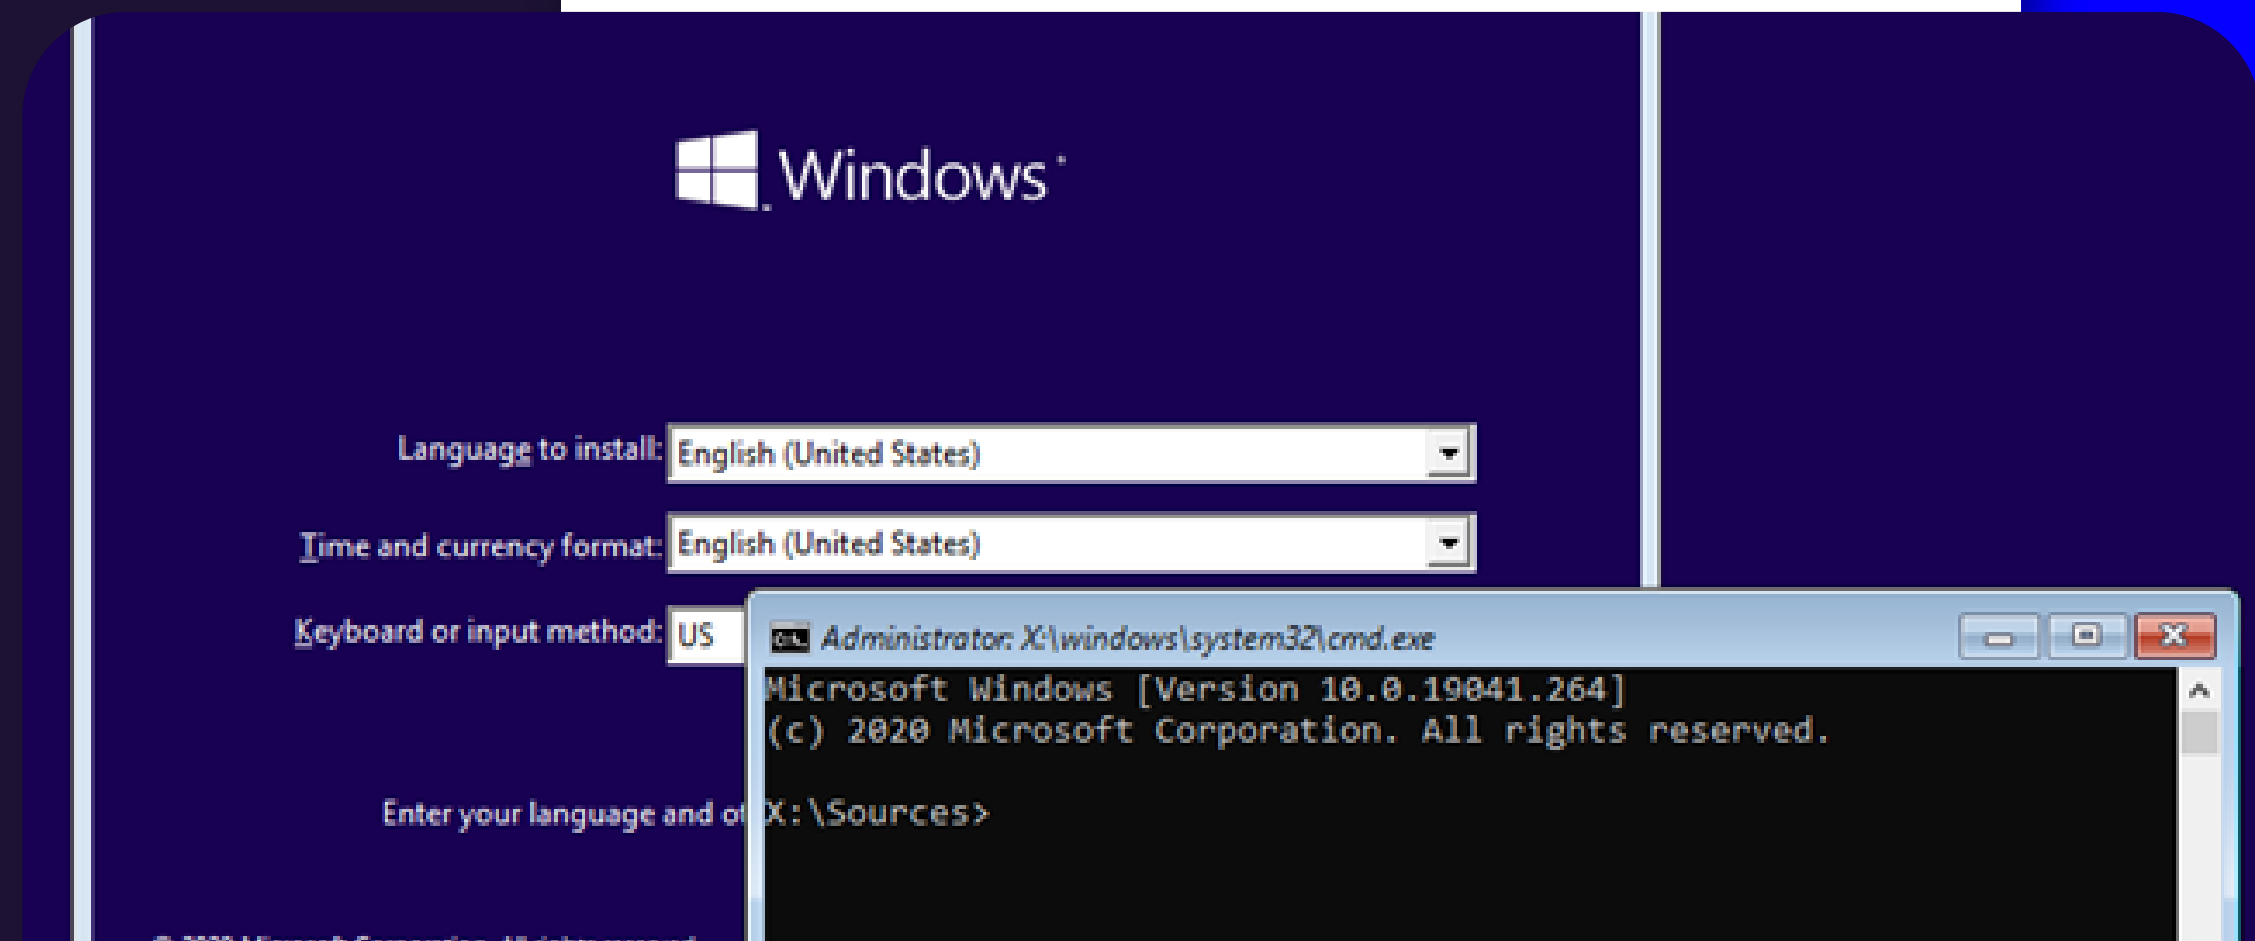 Windows
Language to install: English (United States)
Time and currency format: English (United States)
Keyboard or input method: US
Administrator: X:\windows\system32\cmd.exe
Microsoft Windows [Version 10.0.19041.264]
(c) 2020 Microsoft Corporation. All rights reserved.
Enter your language and
X:\Sources>